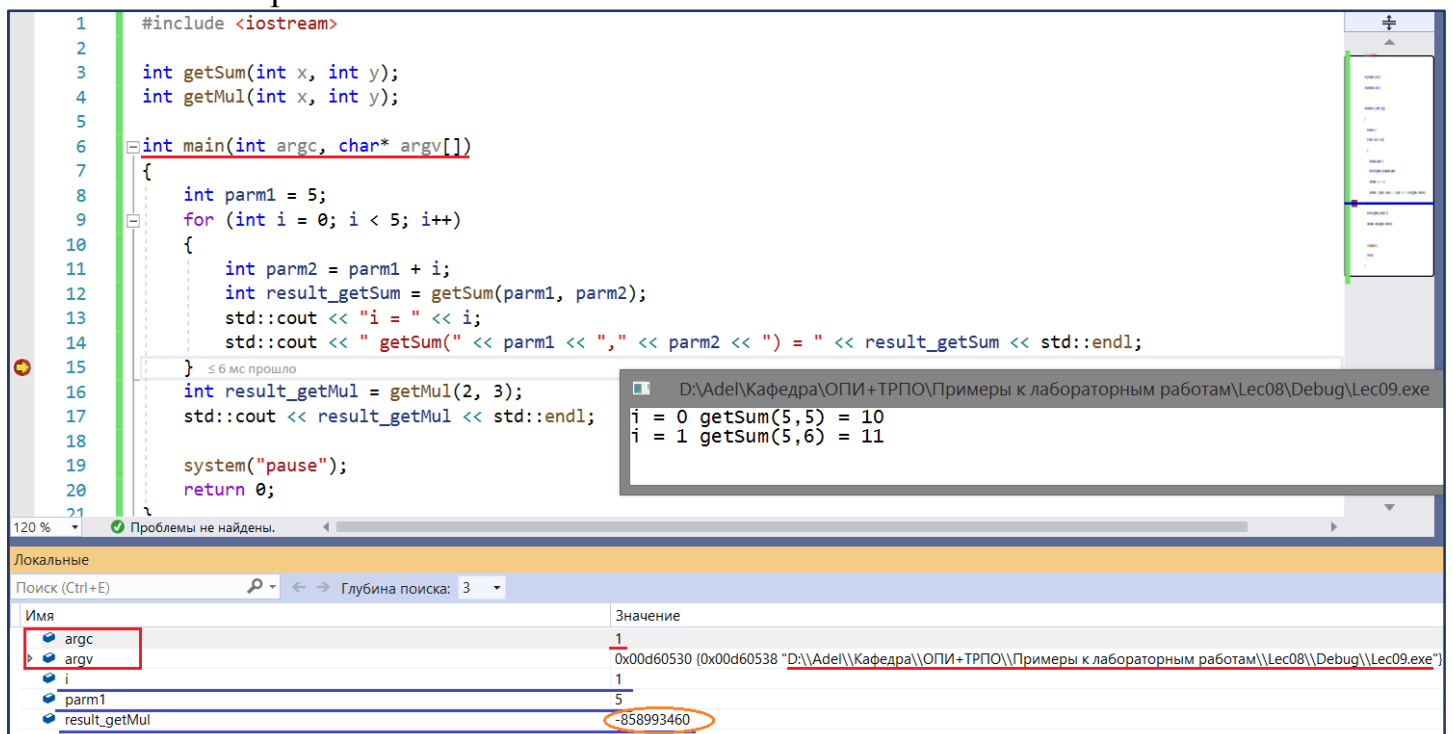 1 #include <iostream>
2
3 int getSum(int x, int y);
4 int getMul(int x, int y);
5
6 int main(int argc, char* argv[])
7 {
8 int parm1 = 5;
9 for (int i = 0; i < 5; i++)
10 {
11 int parm2 = parm1 + i;
12 int result_getSum = getSum(parm1, parm2);
13 std::cout << "i = " << i;
14 std::cout << " getSum(" << parm1 << "," << parm2 << ") = " << result_getSum << std::endl;
15 } ≤ 6 мс прошло
16 int result_getMul = getMul(2, 3);
17 std::cout << result_getMul << std::endl;
18
19 system("pause");
20 return 0;
21 }
D:\Adel\Кафедра\ОПИ+ТРПО\Примеры к лабораторным работам\Lec08\Debug\Lec09.exe
i = 0 getSum(5,5) = 10
i = 1 getSum(5,6) = 11
120 % Проблемы не найдены.
Локальные
Поиск (Ctrl+E) Глубина поиска: 3
Имя Значение
argc 1
argv 0x00d60530 {0x00d60538 "D:\\Adel\\Кафедра\\ОПИ+ТРПО\\Примеры к лабораторным работам\\Lec08\\Debug\\Lec09.exe"}
i 1
parm1 5
result_getMul -858993460